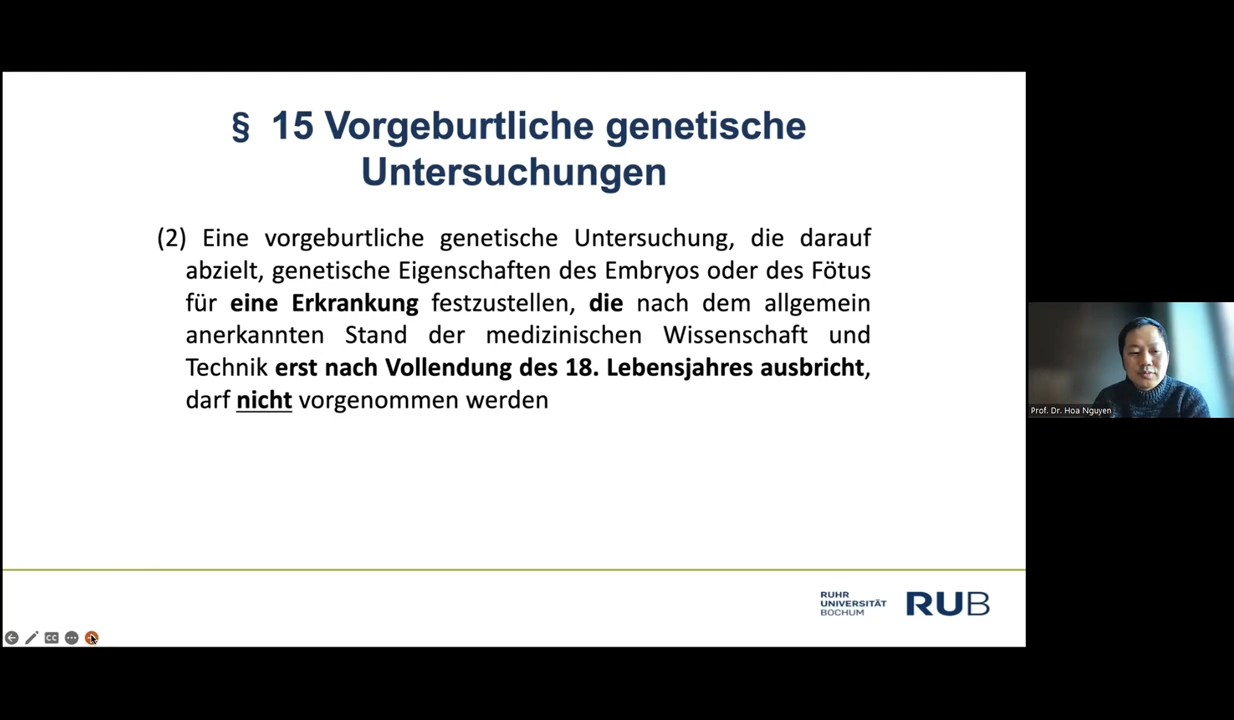 § 15 Vorgeburtliche genetische
Untersuchungen
(2) Eine vorgeburtliche genetische Untersuchung, die darauf
abzielt, genetische Eigenschaften des Embryos oder des Fötus
für eine Erkrankung festzustellen, die nach dem allgemein
anerkannten Stand der medizinischen Wissenschaft und
Technik erst nach Vollendung des 18. Lebensjahres ausbricht,
darf nicht vorgenommen werden
Prof. Dr. Hoa Nguyen
RUHR
UNIVERSITÄT
BOCHUM
RUB
CC